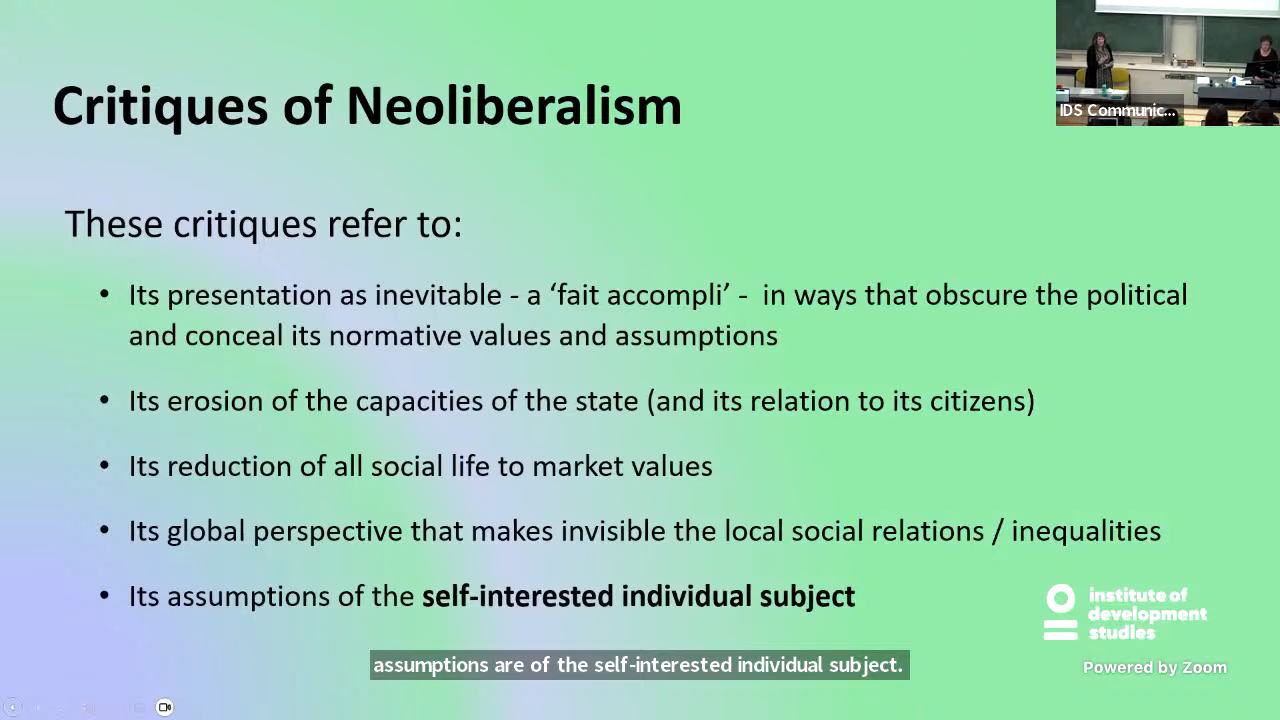 IDS Communic...
Critiques of Neoliberalism
These critiques refer to:
• Its presentation as inevitable - a ‘fait accompli’ - in ways that obscure the political
and conceal its normative values and assumptions
• Its erosion of the capacities of the state (and its relation to its citizens)
• Its reduction of all social life to market values
• Its global perspective that makes invisible the local social relations / inequalities
• Its assumptions of the self-interested individual subject
institute of
development
studies
assumptions are of the self-interested individual subject.
Powered by Zoom